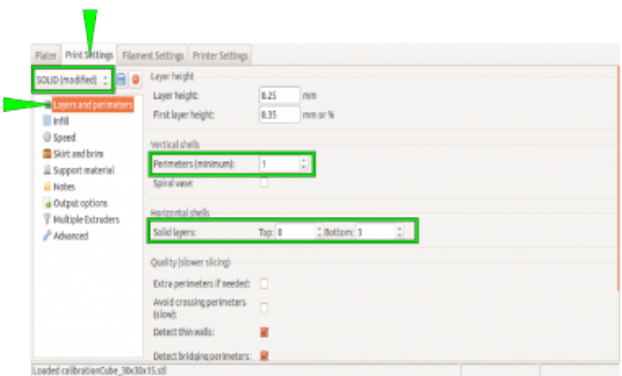 Plater Print Settings Filament Settings Printer Settings
SOLID (modified)
Layers and perimeters
Infill
Speed
Skirt and brim
Support material
Notes
Output options
Multiple Extruders
Advanced
Layer height
Layer height: 0.25 mm
First layer height: 0.35 mm or %
Vertical shells
Perimeters (minimum): 1
Spiral vase:
Horizontal shells
Solid layers: Top: 0 Bottom: 3
Quality (slower slicing)
Extra perimeters if needed:
Avoid crossing perimeters
(slow):
Detect thin walls:
Detect bridging perimeters:
Loaded calibrationCube_30x30x15.stl